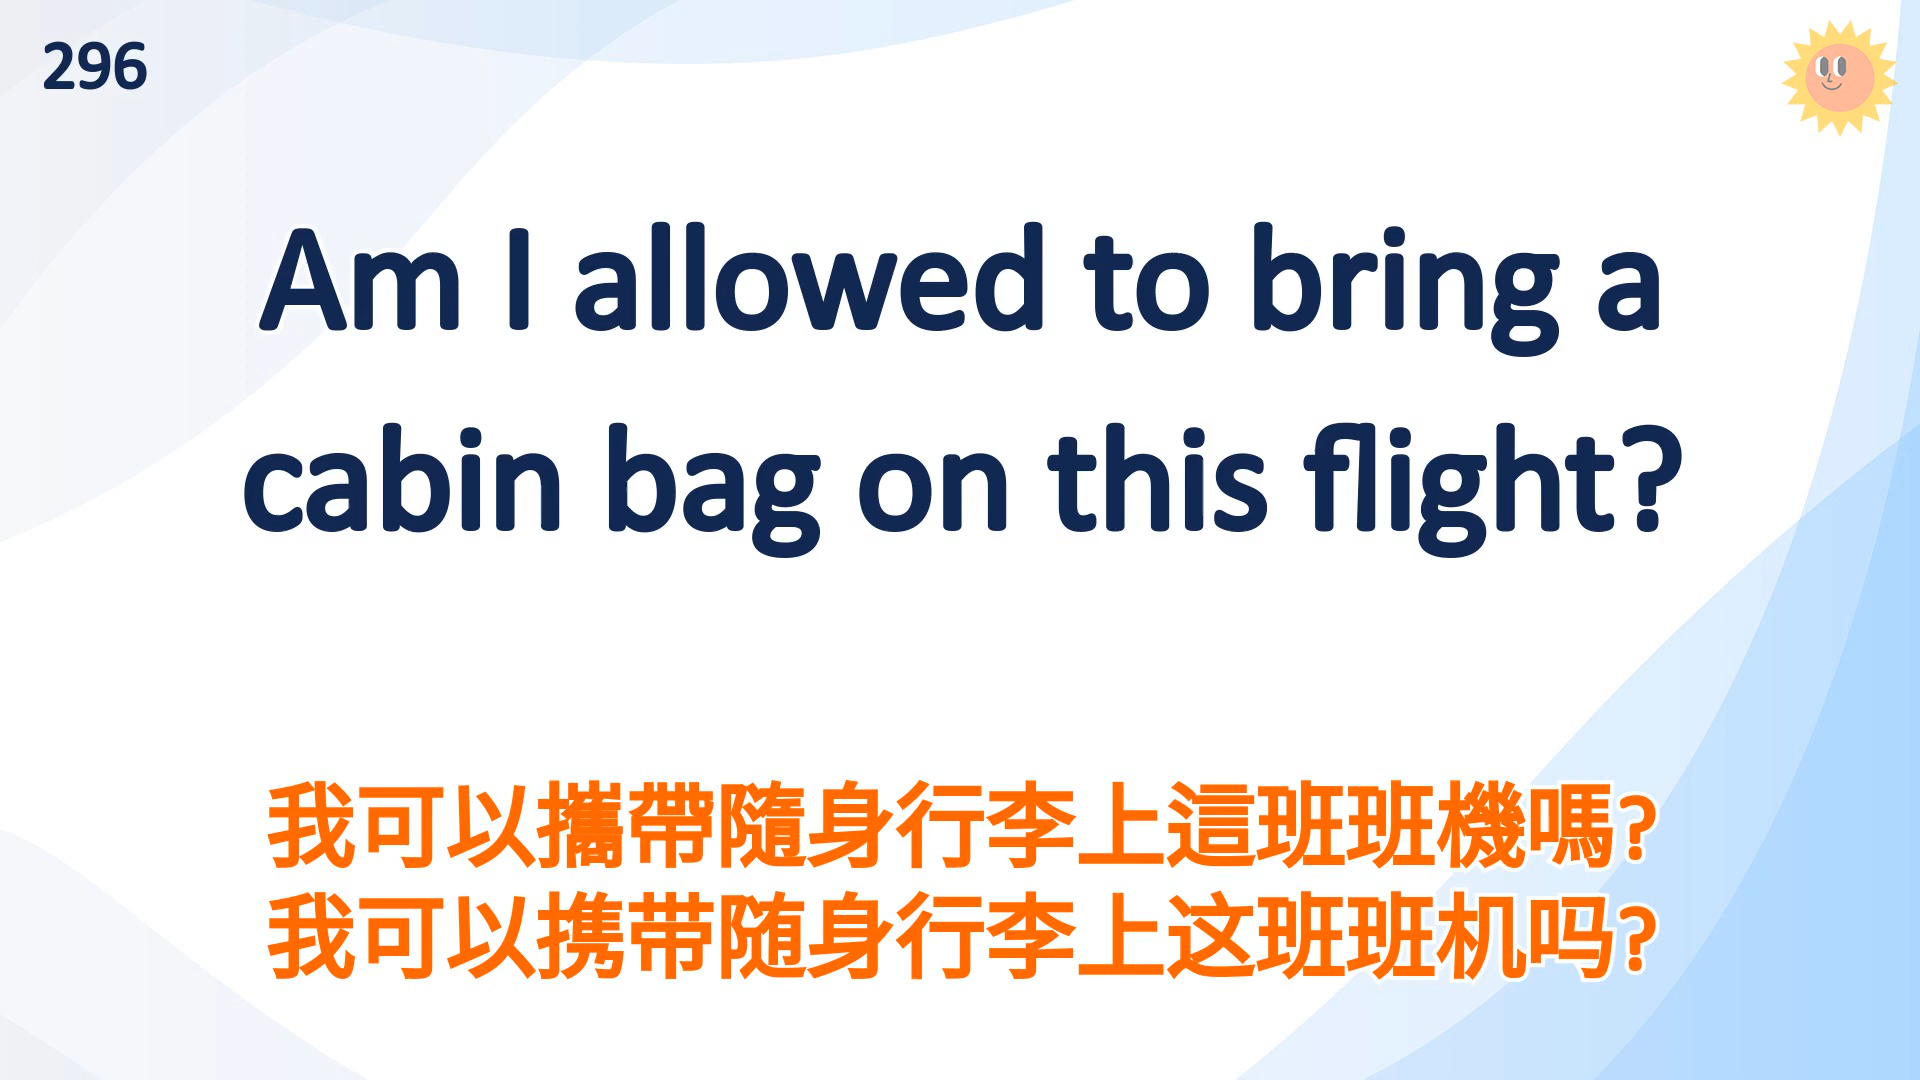 296
Am I allowed to bring a
cabin bag on this flight?
我可以攜帶隨身行李上這班班機嗎?
我可以携带随身行李上这班班机吗?